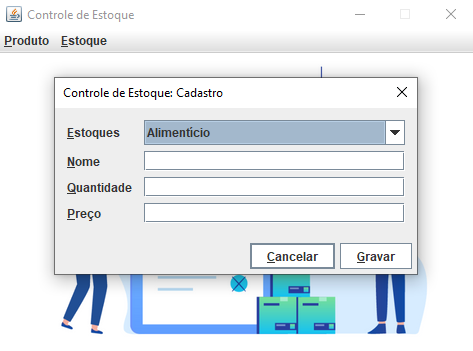 Controle de Estoque
Produto Estoque
Controle de Estoque: Cadastro
Estoques Alimentício
Nome
Quantidade
Preço
Cancelar Gravar